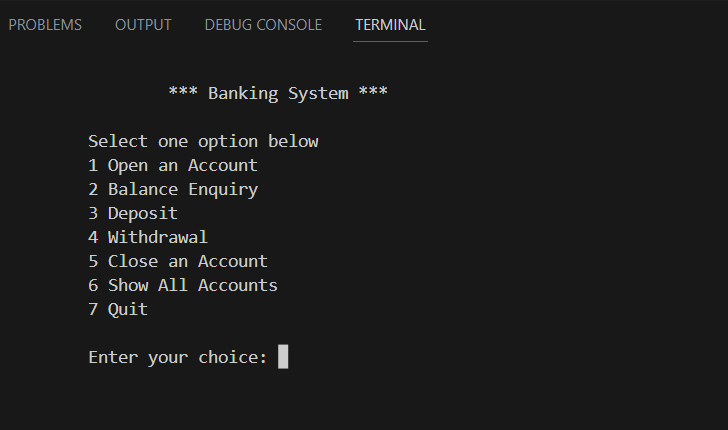 PROBLEMS OUTPUT DEBUG CONSOLE TERMINAL
*** Banking System ***
Select one option below
1 Open an Account
2 Balance Enquiry
3 Deposit
4 Withdrawal
5 Close an Account
6 Show All Accounts
7 Quit
Enter your choice: